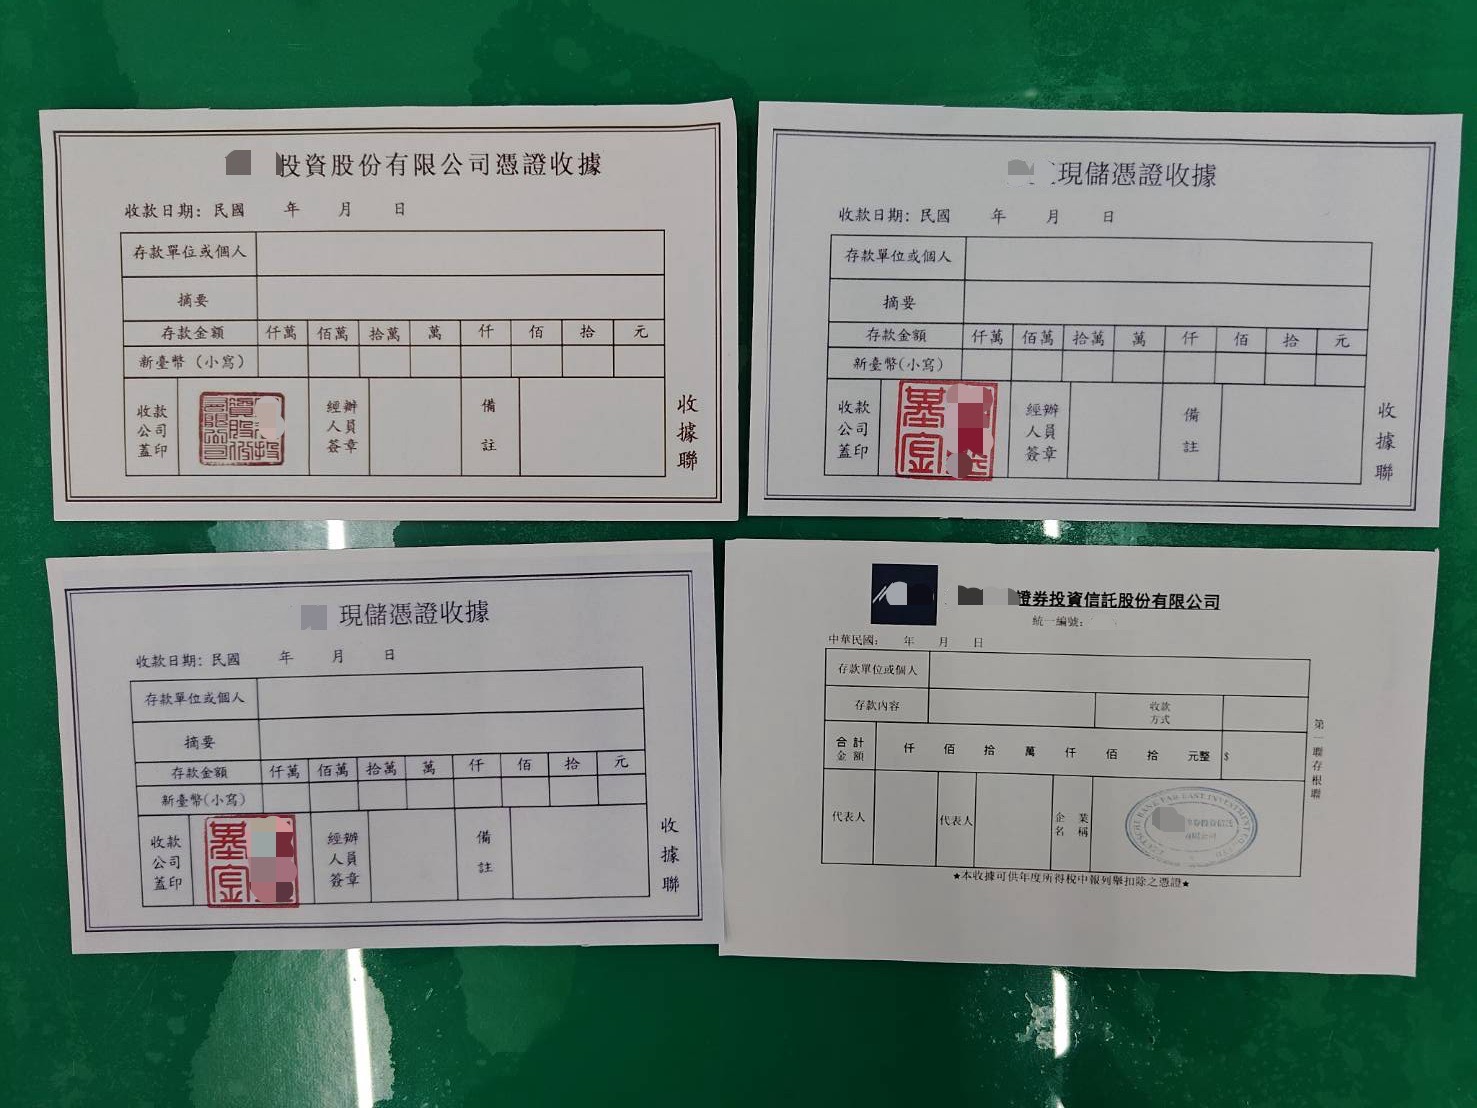 投資股份有限公司憑證收據
收款日期：民國 年 月 日
存款單位或個人
摘要
存款金額 仟萬 佰萬 拾萬 萬 仟 佰 拾 元
新臺幣（小寫）
收款公司蓋印
經辦人員簽章
備註
收據聯
現儲憑證收據
收款日期：民國 年 月 日
存款單位或個人
摘要
存款金額 仟萬 佰萬 拾萬 萬 仟 佰 拾 元
新臺幣(小寫)
收款公司蓋印
經辦人員簽章
備註
收據聯
現儲憑證收據
收款日期：民國 年 月 日
存款單位或個人
摘要
存款金額 仟萬 佰萬 拾萬 萬 仟 佰 拾 元
新臺幣(小寫)
收款公司蓋印
經辦人員簽章
備註
收據聯
證券投資信託股份有限公司
統一編號：
中華民國： 年 月 日
存款單位或個人
存款內容
收款方式
合計金額 仟 佰 拾 萬 仟 佰 拾 元整 $
代表人
代表人
企業名稱
第一聯存根聯
★本收據可供年度所得稅申報列舉扣除之憑證★